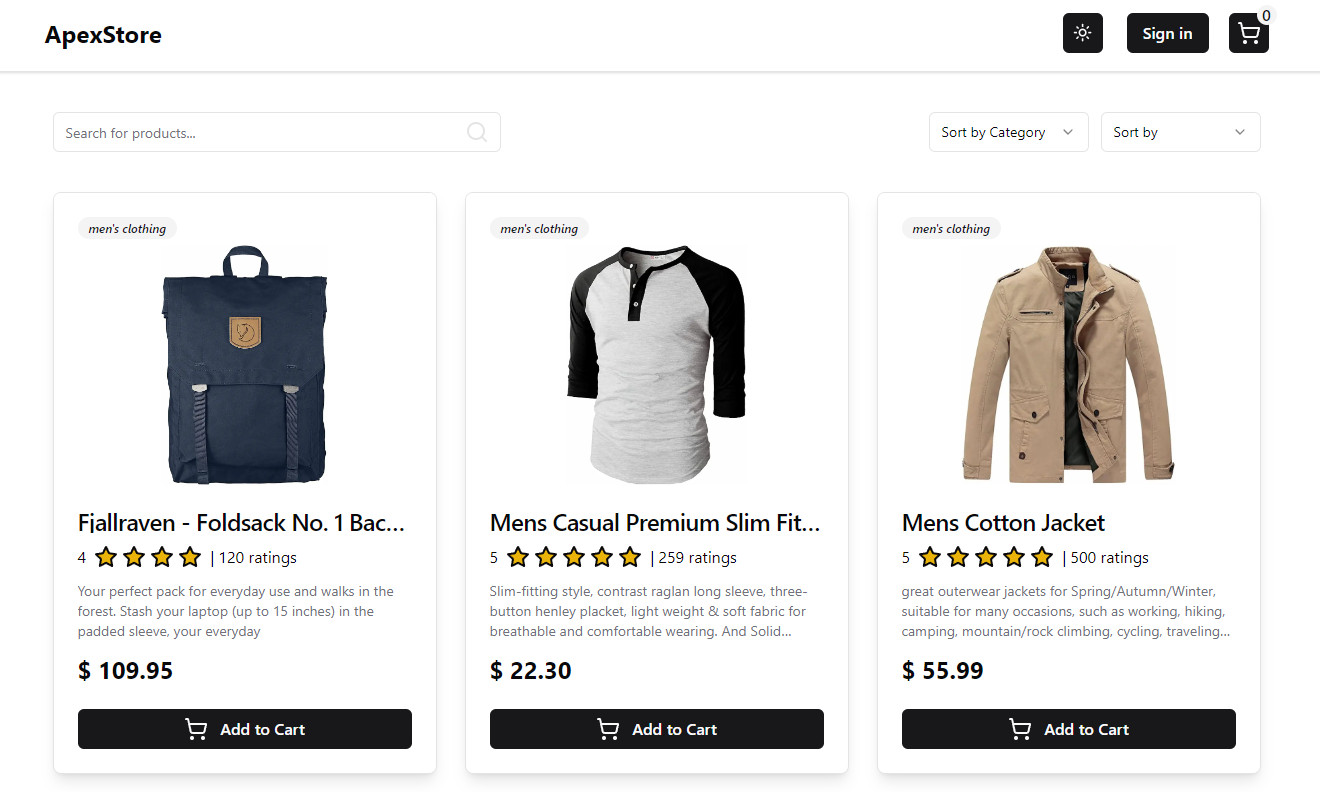 ApexStore
Sign in
0
Search for products...
Sort by Category
Sort by
men's clothing
Fjallraven - Foldsack No. 1 Bac...
4 | 120 ratings
Your perfect pack for everyday use and walks in the
forest. Stash your laptop (up to 15 inches) in the
padded sleeve, your everyday
$ 109.95
Add to Cart
men's clothing
Mens Casual Premium Slim Fit...
5 | 259 ratings
Slim-fitting style, contrast raglan long sleeve, three-
button henley placket, light weight & soft fabric for
breathable and comfortable wearing. And Solid...
$ 22.30
Add to Cart
men's clothing
Mens Cotton Jacket
5 | 500 ratings
great outerwear jackets for Spring/Autumn/Winter,
suitable for many occasions, such as working, hiking,
camping, mountain/rock climbing, cycling, traveling...
$ 55.99
Add to Cart